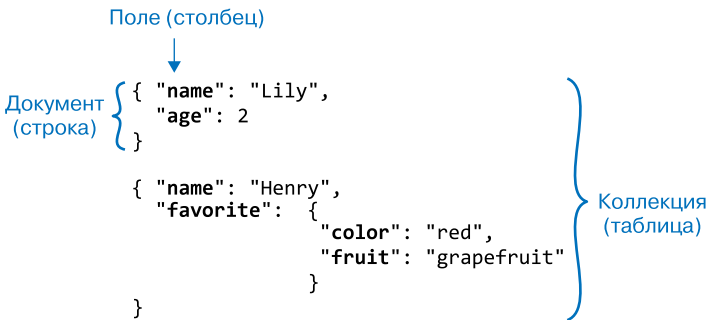 Поле (столбец)
Документ
(строка)
{ "name": "Lily",
"age": 2
}
{ "name": "Henry",
"favorite": {
"color": "red",
"fruit": "grapefruit"
}
}
Коллекция
(таблица)